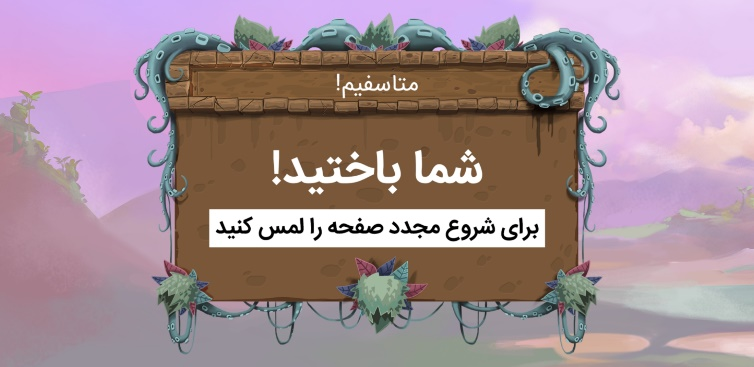 متاسفیم!
شما باختید!
برای شروع مجدد صفحه را لمس کنید